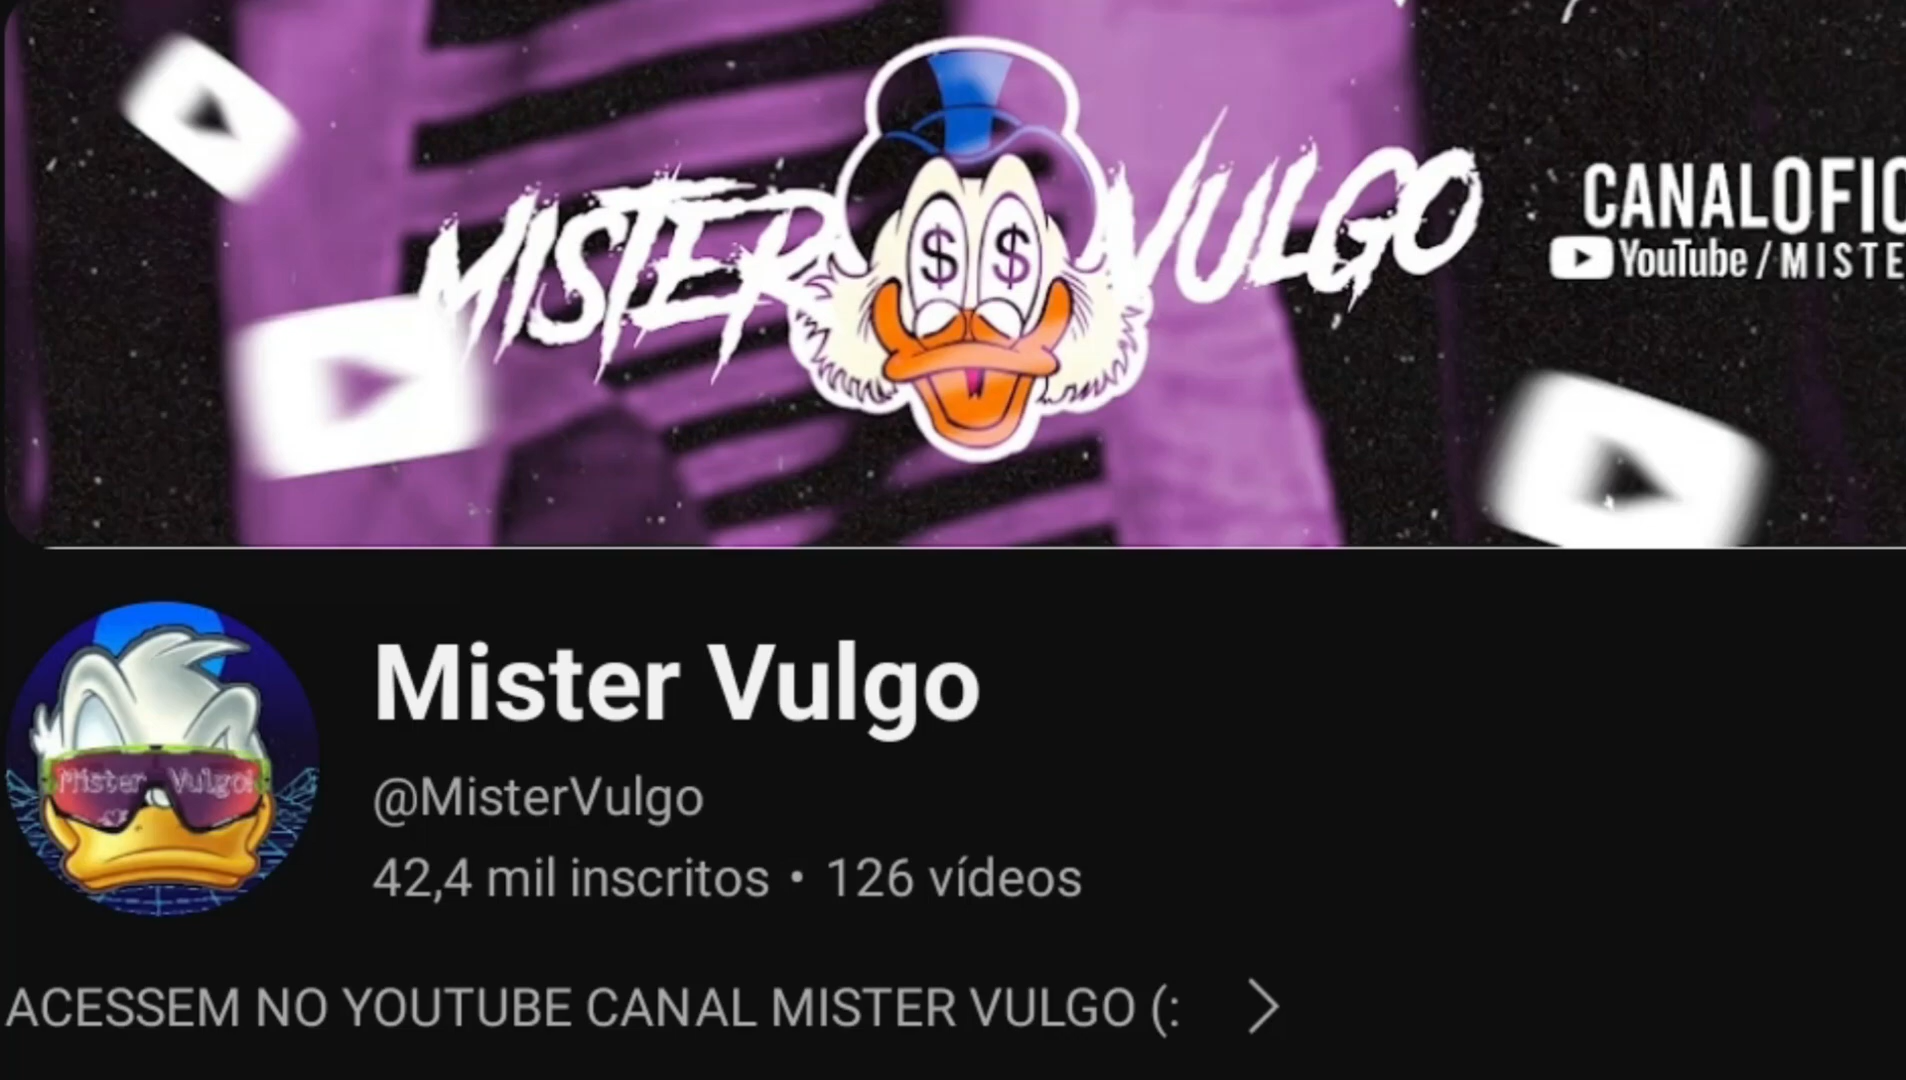 MISTER VULGO
$ $
CANAL
YouTube / MISTE
Mister Vulgo
Mister Vulgo
@MisterVulgo
42,4 mil inscritos • 126 vídeos
ACESSEM NO YOUTUBE CANAL MISTER VULGO (: